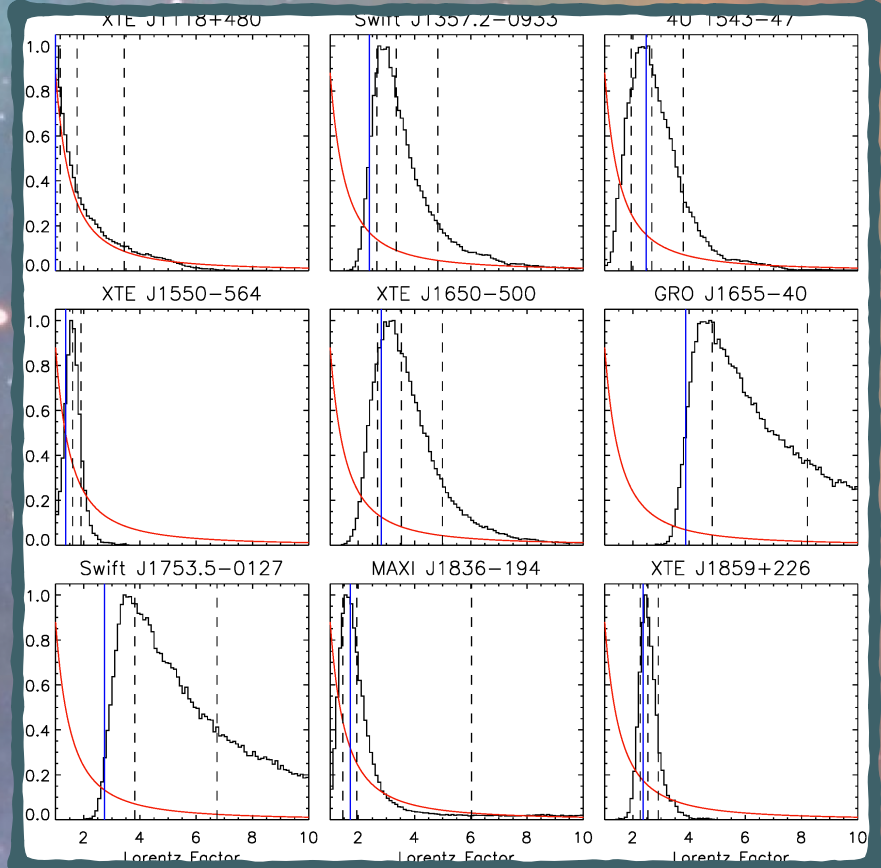 XTE J1118+480
Swift J1357.2−0933
4U 1543−47
1.0
0.8
0.6
0.4
0.2
0.0
XTE J1550−564
XTE J1650−500
GRO J1655−40
1.0
0.8
0.6
0.4
0.2
0.0
Swift J1753.5−0127
MAXI J1836−194
XTE J1859+226
1.0
0.8
0.6
0.4
0.2
0.0
2 4 6 8 10
2 4 6 8 10
2 4 6 8 10
Lorentz Factor
Lorentz Factor
Lorentz Factor